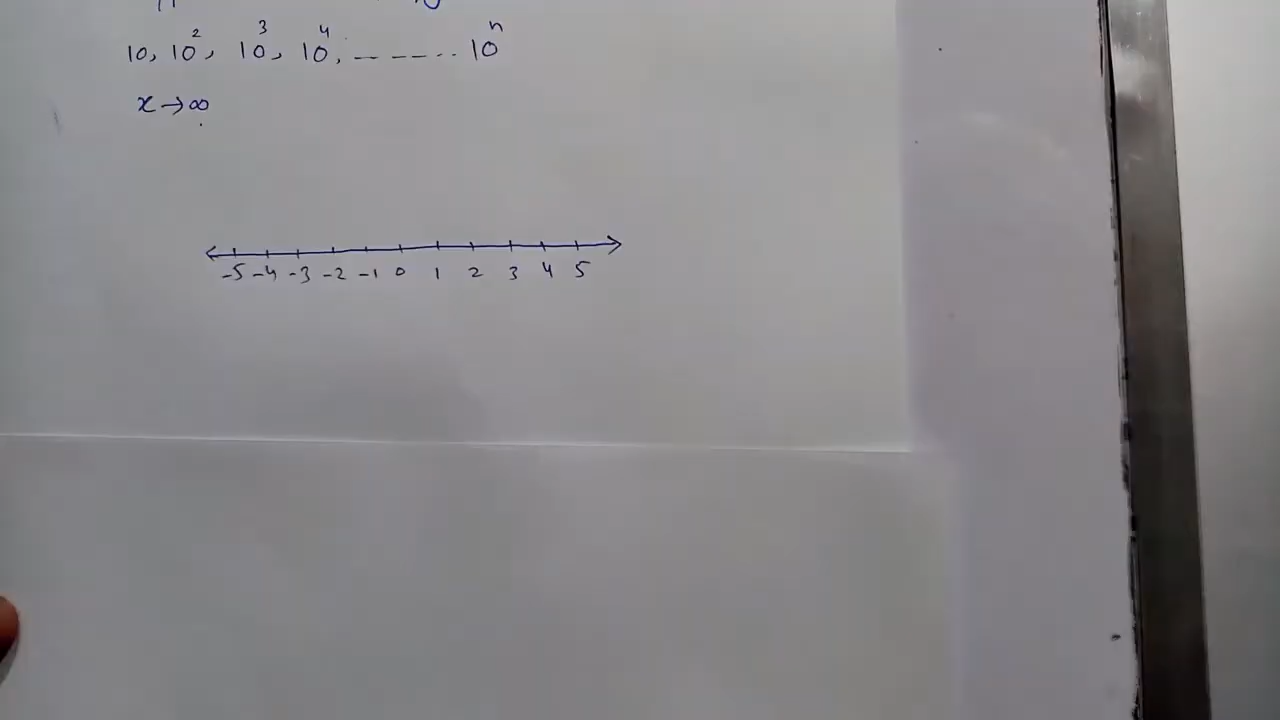 10, 10², 10³, 10⁴, ------- 10ⁿ
x→∞
-5 -4 -3 -2 -1 0 1 2 3 4 5